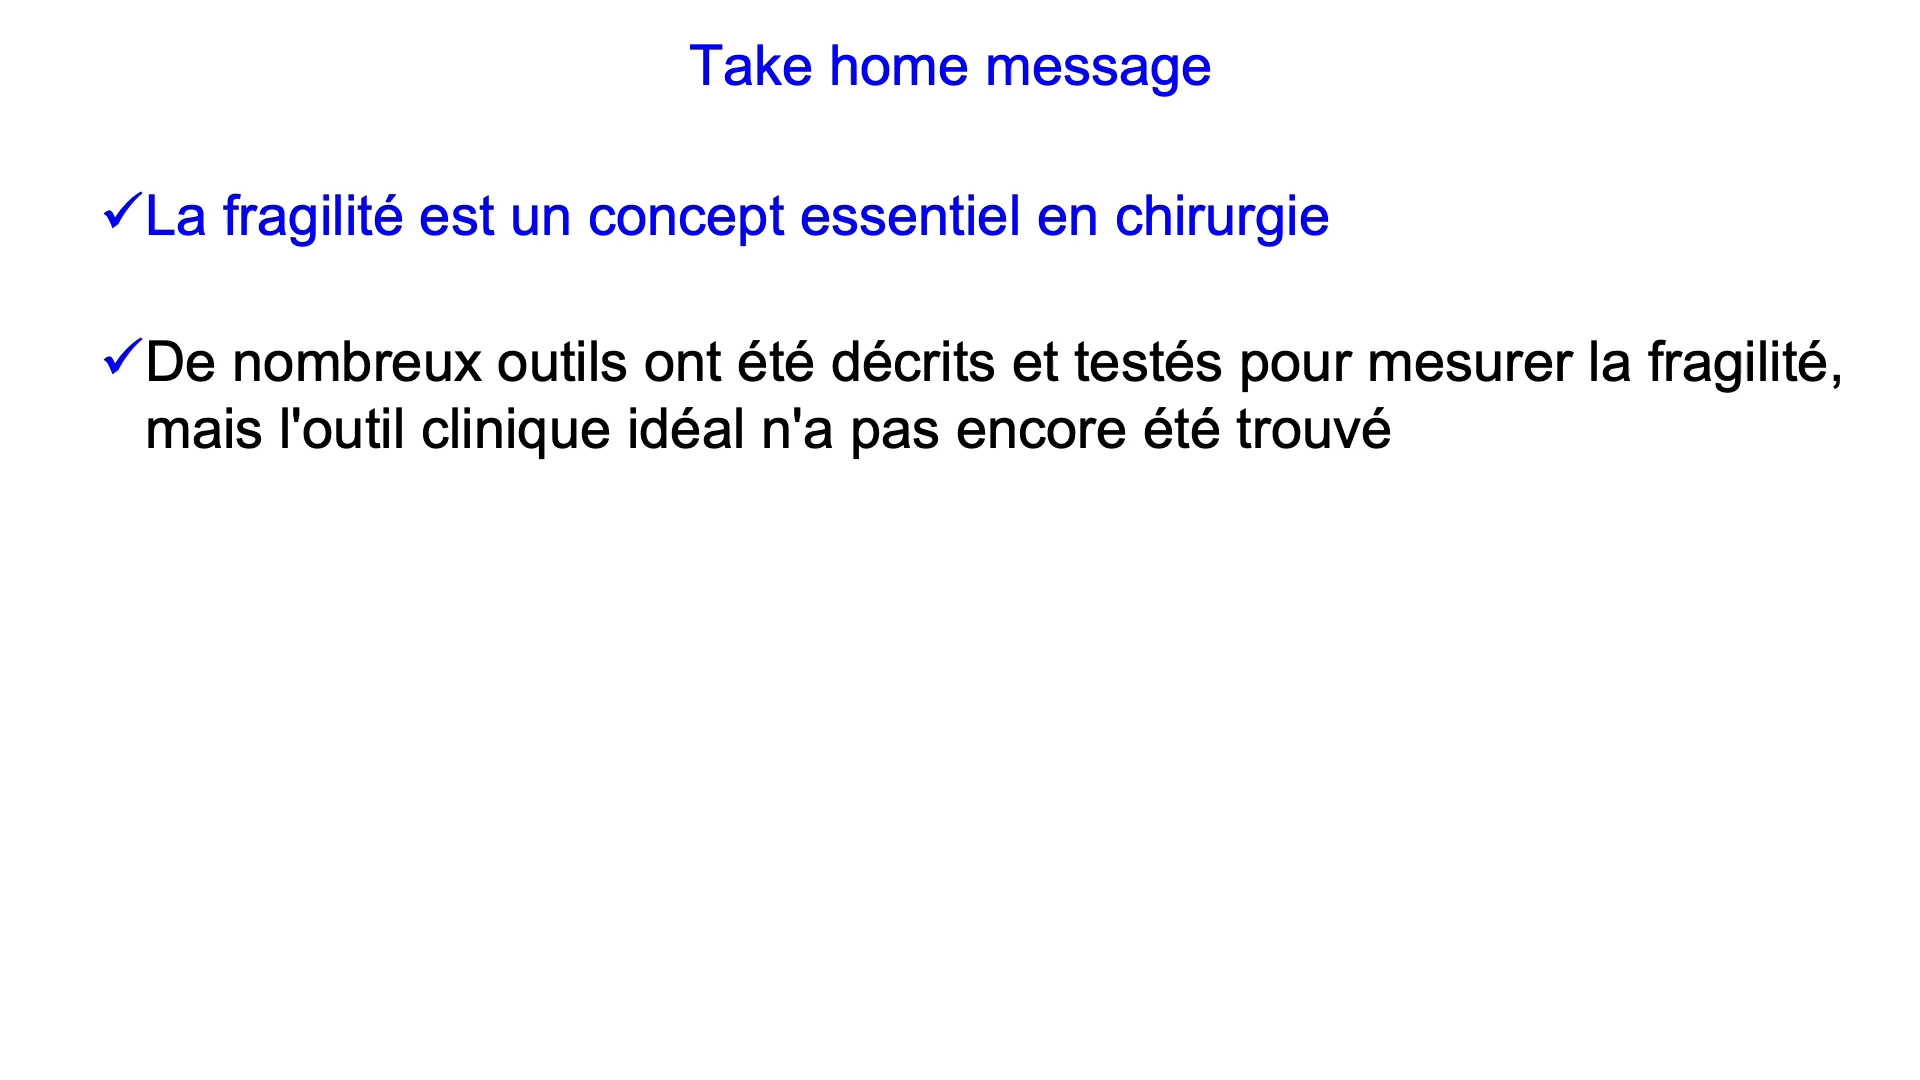 Take home message
✓La fragilité est un concept essentiel en chirurgie
✓De nombreux outils ont été décrits et testés pour mesurer la fragilité,
mais l'outil clinique idéal n'a pas encore été trouvé